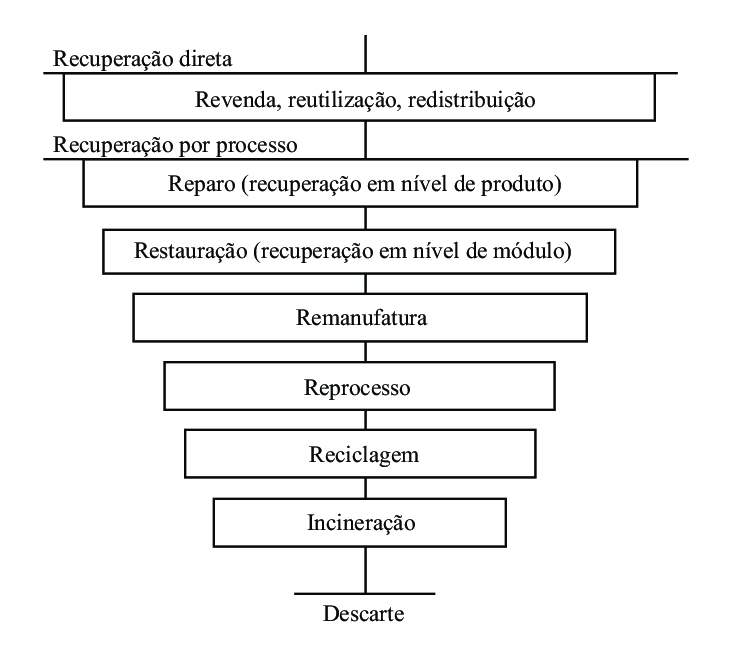 Recuperação direta
Revenda, reutilização, redistribuição
Recuperação por processo
Reparo (recuperação em nível de produto)
Restauração (recuperação em nível de módulo)
Remanufatura
Reprocesso
Reciclagem
Incineração
Descarte